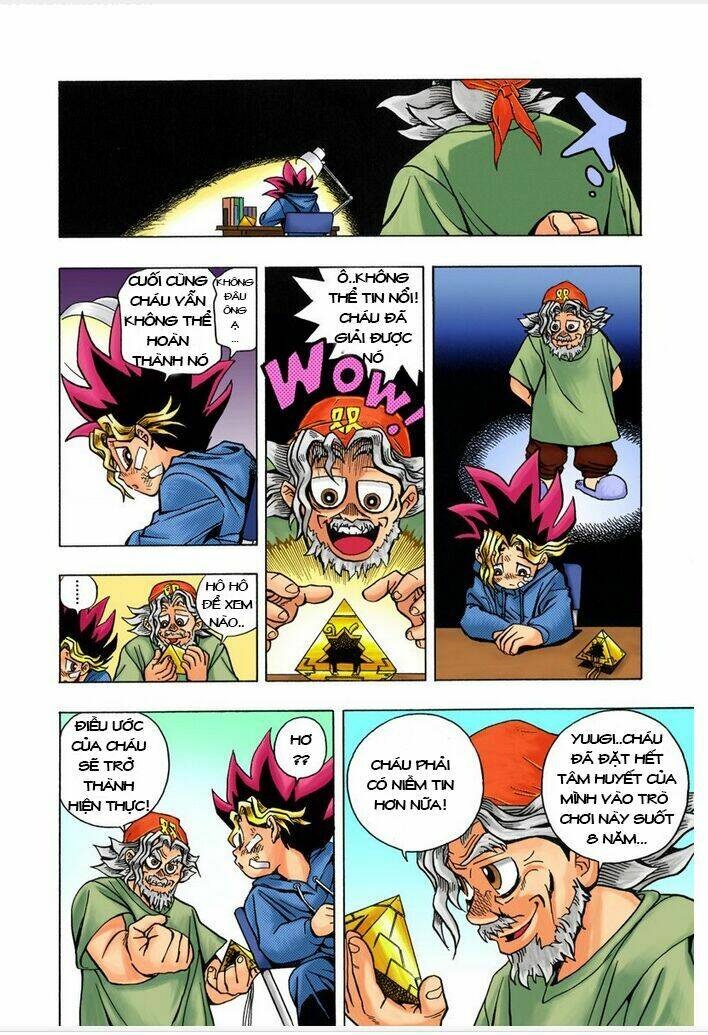 Ô..KHÔNG
THỂ TIN NỔI!
CHÁU ĐÃ
GIẢI ĐƯỢC
NÓ
WOW!
KHÔNG
ĐÂU
ÔNG
Ạ
...
CUỐI CÙNG
CHÁU VẪN
KHÔNG THỂ
HOÀN
THÀNH NÓ
HÔ HÔ
ĐỂ XEM
NÀO..
......
YUUGI..CHÁU
ĐÃ ĐẶT HẾT
TÂM HUYẾT CỦA
MÌNH VÀO TRÒ
CHƠI NÀY SUỐT
8 NĂM...
CHÁU PHẢI
CÓ NIỀM TIN
HƠN NỮA!
HƠ
??
ĐIỀU ƯỚC
CỦA CHÁU
SẼ TRỞ
THÀNH
HIỆN THỰC!